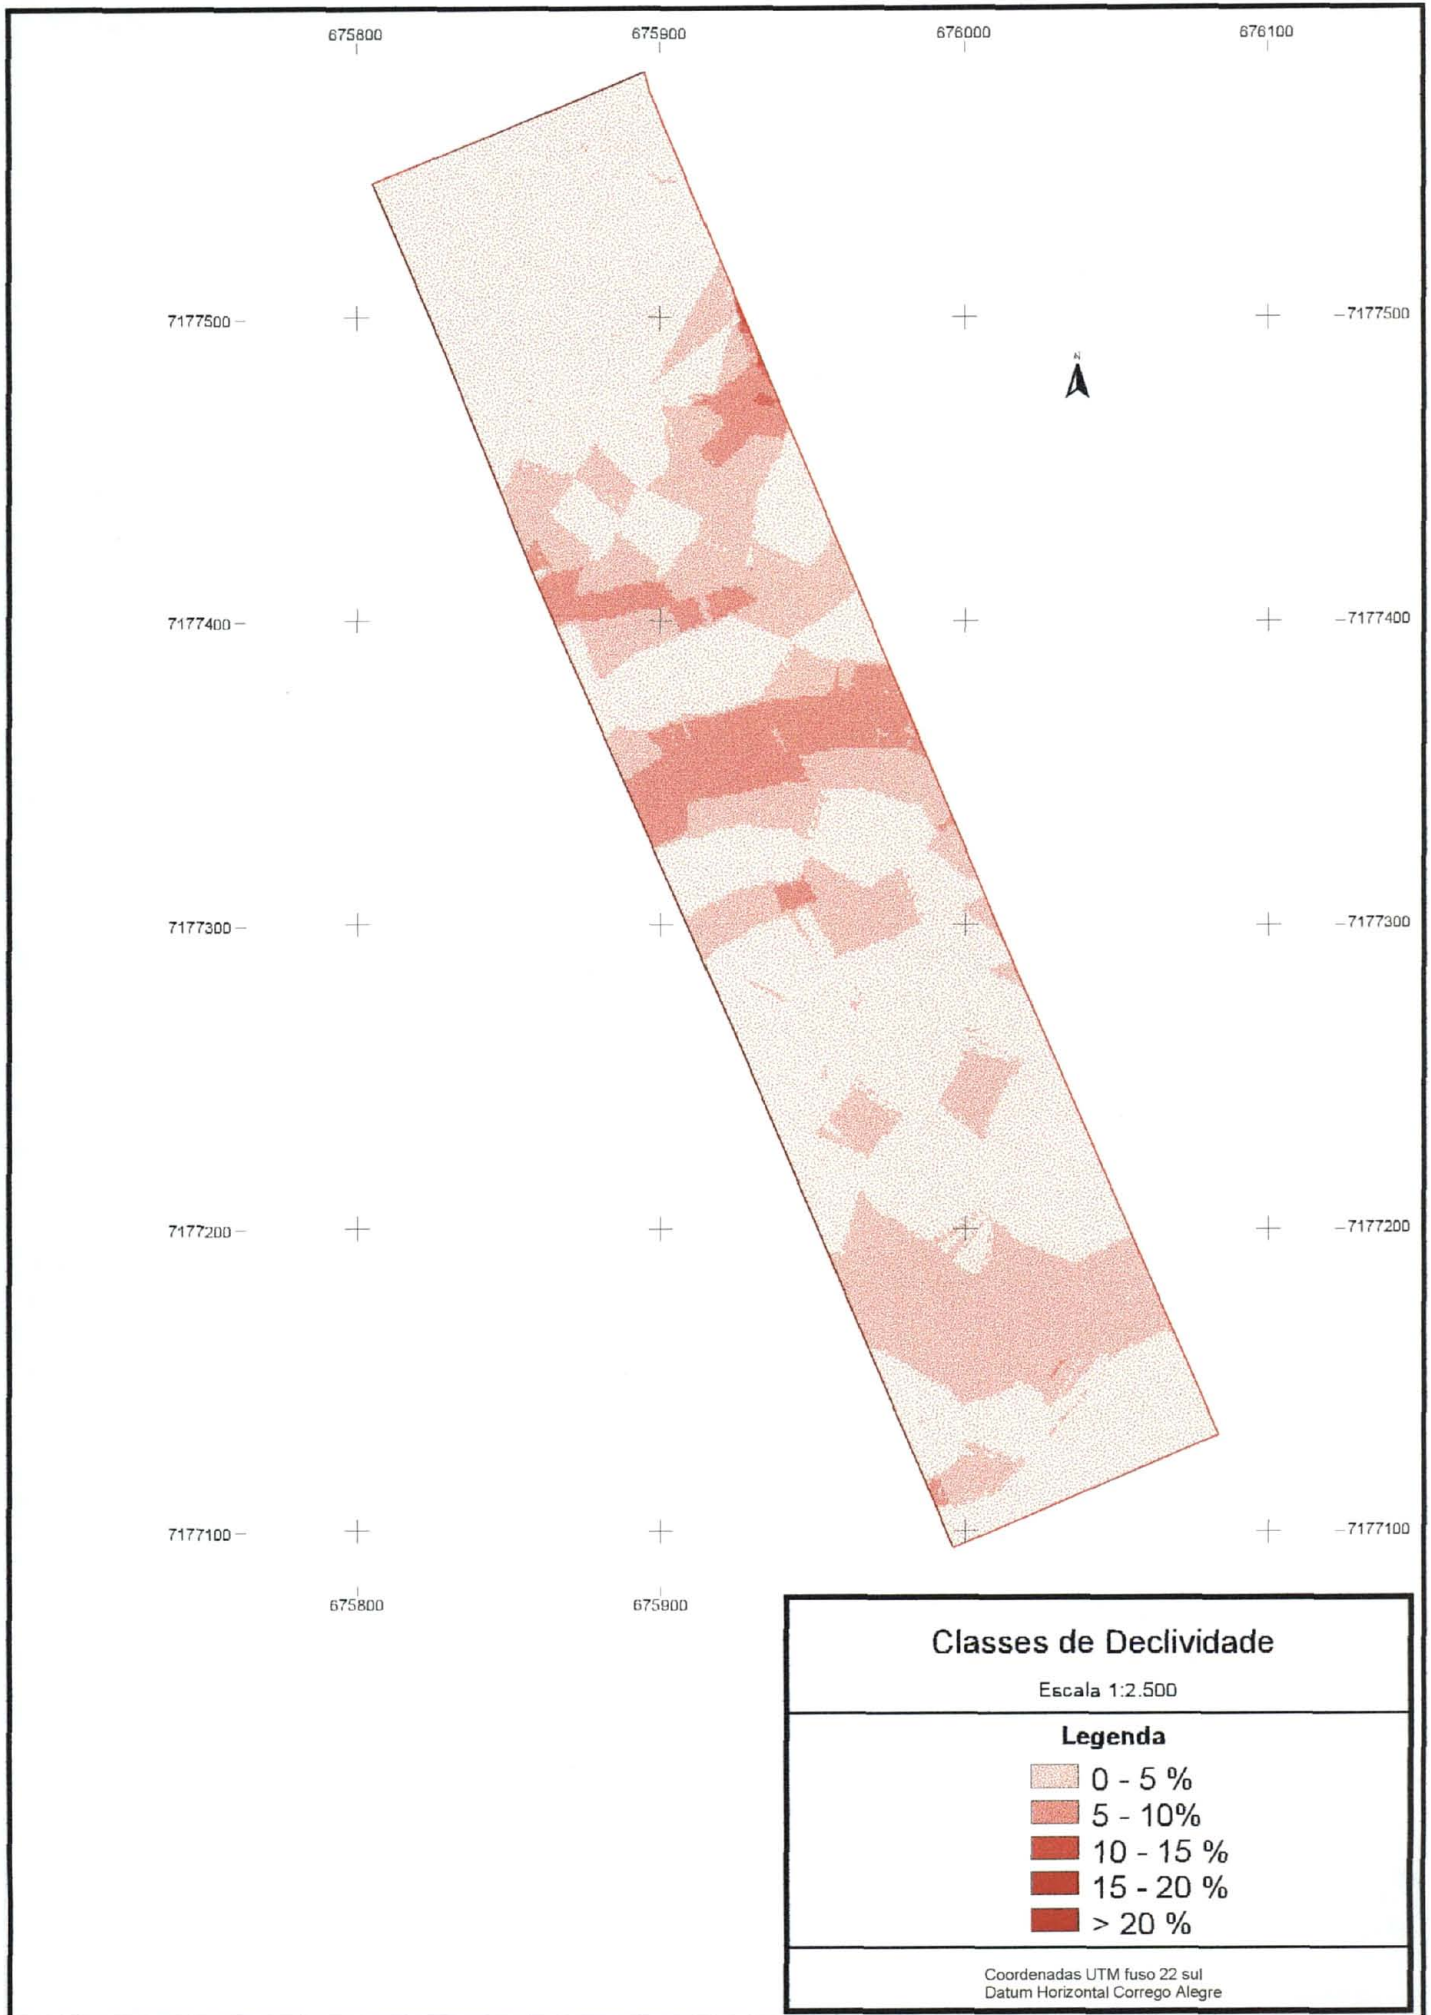 675800 675900 676000 676100
7177500 7177500
N
7177400 7177400
7177300 7177300
7177200 7177200
7177100 7177100
675800 675900
Classes de Declividade
Escala 1:2.500
Legenda
0 - 5 %
5 - 10%
10 - 15 %
15 - 20 %
> 20 %
Coordenadas UTM fuso 22 sul
Datum Horizontal Corrego Alegre